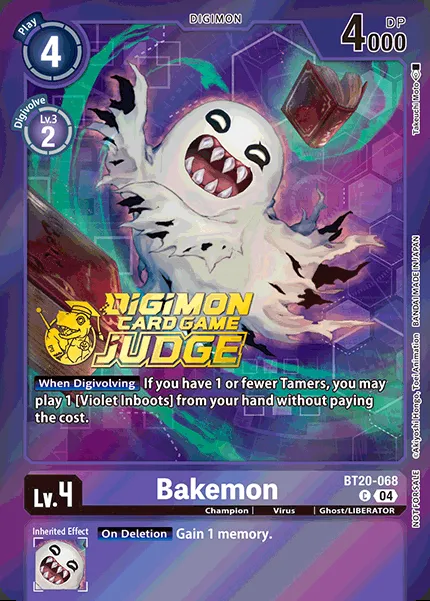 Play
4
DIGIMON
DP
4000
Digivolve
Lv.3
2
DIGIMON
CARD GAME
JUDGE
When Digivolving If you have 1 or fewer Tamers, you may
play 1 [Violet Inboots] from your hand without paying
the cost.
Lv.4
Bakemon
BT20-068
C 04
Champion | Virus | Ghost/LIBERATOR
Inherited Effect
On Deletion Gain 1 memory.
Takeuchi Moto
©Akiyoshi Hongo, Toei Animation BANDAI MADE IN JAPAN
NOT FOR SALE